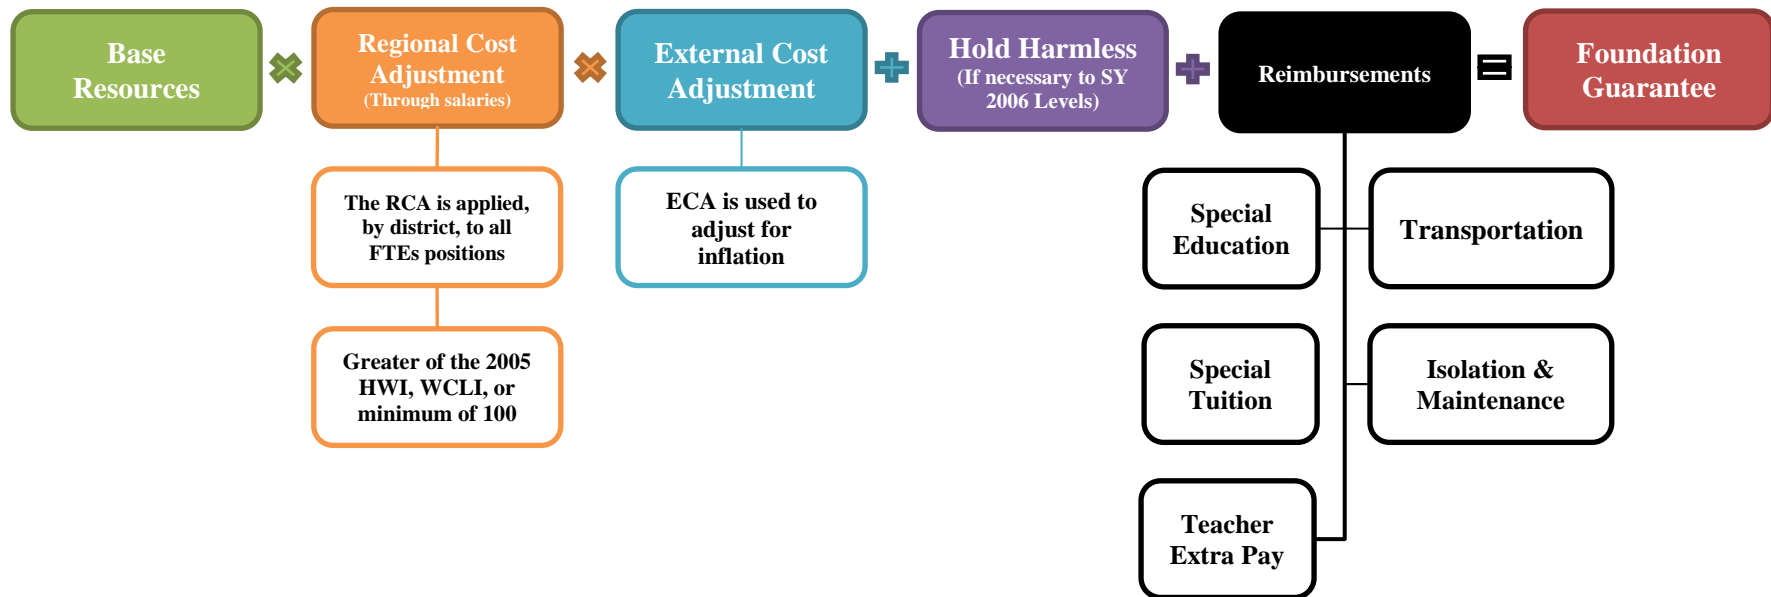 Base
Resources
Regional Cost
Adjustment
(Through salaries)
External Cost
Adjustment
Hold Harmless
(If necessary to SY
2006 Levels)
Reimbursements
Foundation
Guarantee
The RCA is applied,
by district, to all
FTEs positions
ECA is used to
adjust for
inflation
Special
Education
Transportation
Greater of the 2005
HWI, WCLI, or
minimum of 100
Special
Tuition
Isolation &
Maintenance
Teacher
Extra Pay